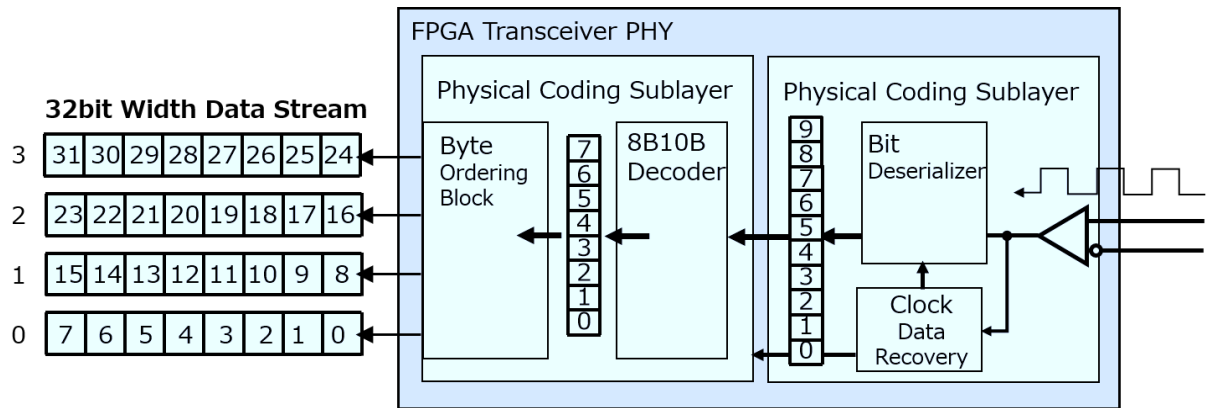 FPGA Transceiver PHY
Physical Coding Sublayer
Physical Coding Sublayer
32bit Width Data Stream
3
31 30 29 28 27 26 25 24
2
23 22 21 20 19 18 17 16
1
15 14 13 12 11 10 9 8
0
7 6 5 4 3 2 1 0
Byte
Ordering
Block
7
6
5
4
3
2
1
0
8B10B
Decoder
9
8
7
6
5
4
3
2
1
0
Bit
Deserializer
Clock
Data
Recovery